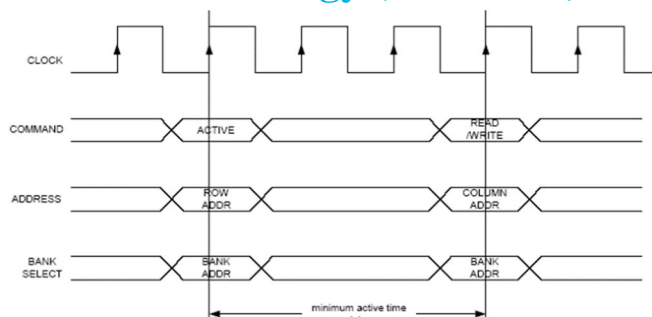 CLOCK
COMMAND
ACTIVE
READ
/WRITE
ADDRESS
ROW
ADDR
COLUMN
ADDR
BANK
SELECT
BANK
ADDR
BANK
ADDR
minimum active time